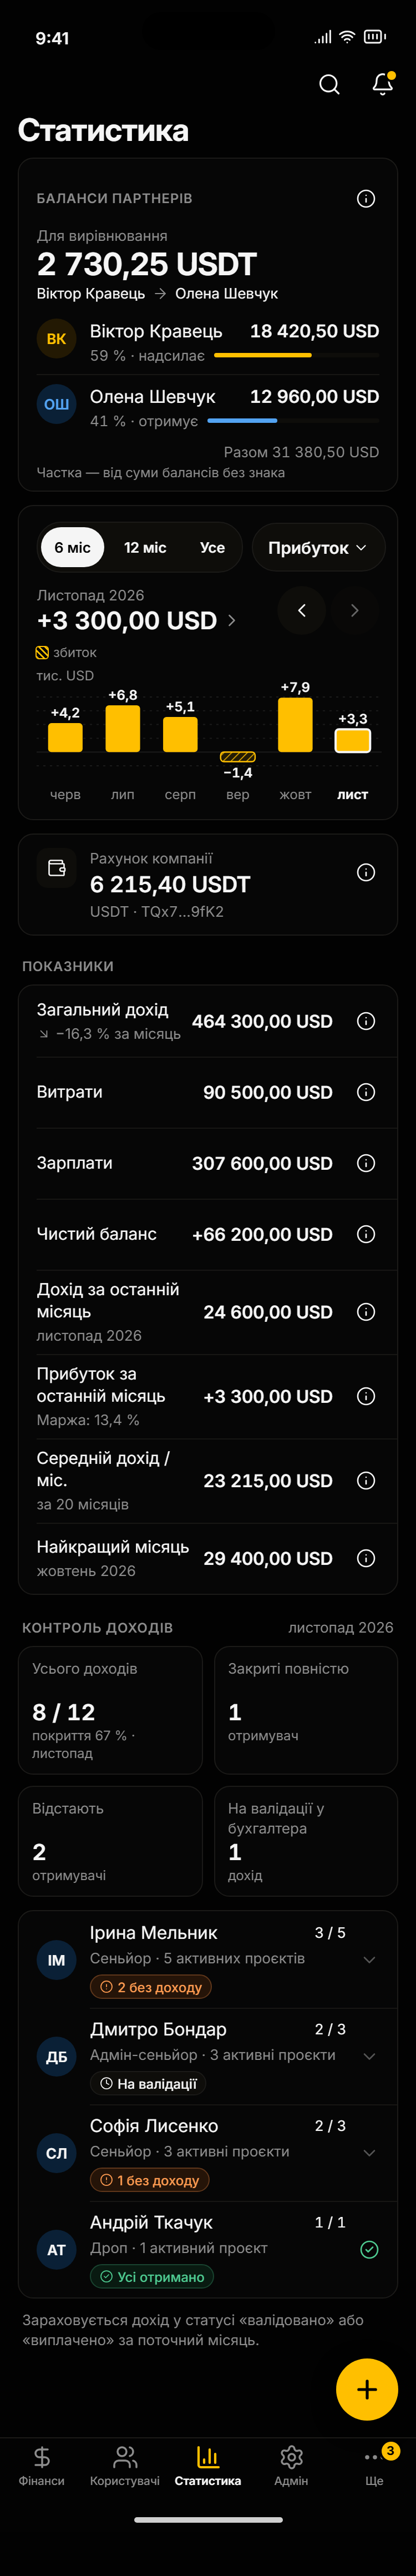 9:41
Статистика
БАЛАНСИ ПАРТНЕРІВ
Для вирівнювання
2 730,25 USDT
Віктор Кравець → Олена Шевчук
ВК
Віктор Кравець 18 420,50 USD
59 % · надсилає
ОШ
Олена Шевчук 12 960,00 USD
41 % · отримує
Разом 31 380,50 USD
Частка — від суми балансів без знака
6 міс 12 міс Усе Прибуток
Листопад 2026
+3 300,00 USD
збиток
тис. USD
+4,2 +6,8 +5,1 −1,4 +7,9 +3,3
черв лип серп вер жовт лист
Рахунок компанії
6 215,40 USDT
USDT · TQx7…9fK2
ПОКАЗНИКИ
Загальний дохід 464 300,00 USD
↘ −16,3 % за місяць
Витрати 90 500,00 USD
Зарплати 307 600,00 USD
Чистий баланс +66 200,00 USD
Дохід за останній
місяць
24 600,00 USD
листопад 2026
Прибуток за
останній місяць
+3 300,00 USD
Маржа: 13,4 %
Середній дохід /
міс.
23 215,00 USD
за 20 місяців
Найкращий місяць 29 400,00 USD
жовтень 2026
КОНТРОЛЬ ДОХОДІВ листопад 2026
Усього доходів
8 / 12
покриття 67 % ·
листопад
Закриті повністю
1
отримувач
Відстають
2
отримувачі
На валідації у
бухгалтера
1
дохід
ІМ
Ірина Мельник 3 / 5
Сеньйор · 5 активних проєктів
2 без доходу
ДБ
Дмитро Бондар 2 / 3
Адмін-сеньйор · 3 активні проєкти
На валідації
СЛ
Софія Лисенко 2 / 3
Сеньйор · 3 активні проєкти
1 без доходу
АТ
Андрій Ткачук 1 / 1
Дроп · 1 активний проєкт
Усі отримано
Зараховується дохід у статусі «валідовано» або
«виплачено» за поточний місяць.
3
Фінанси Користувачі Статистика Адмін Ще